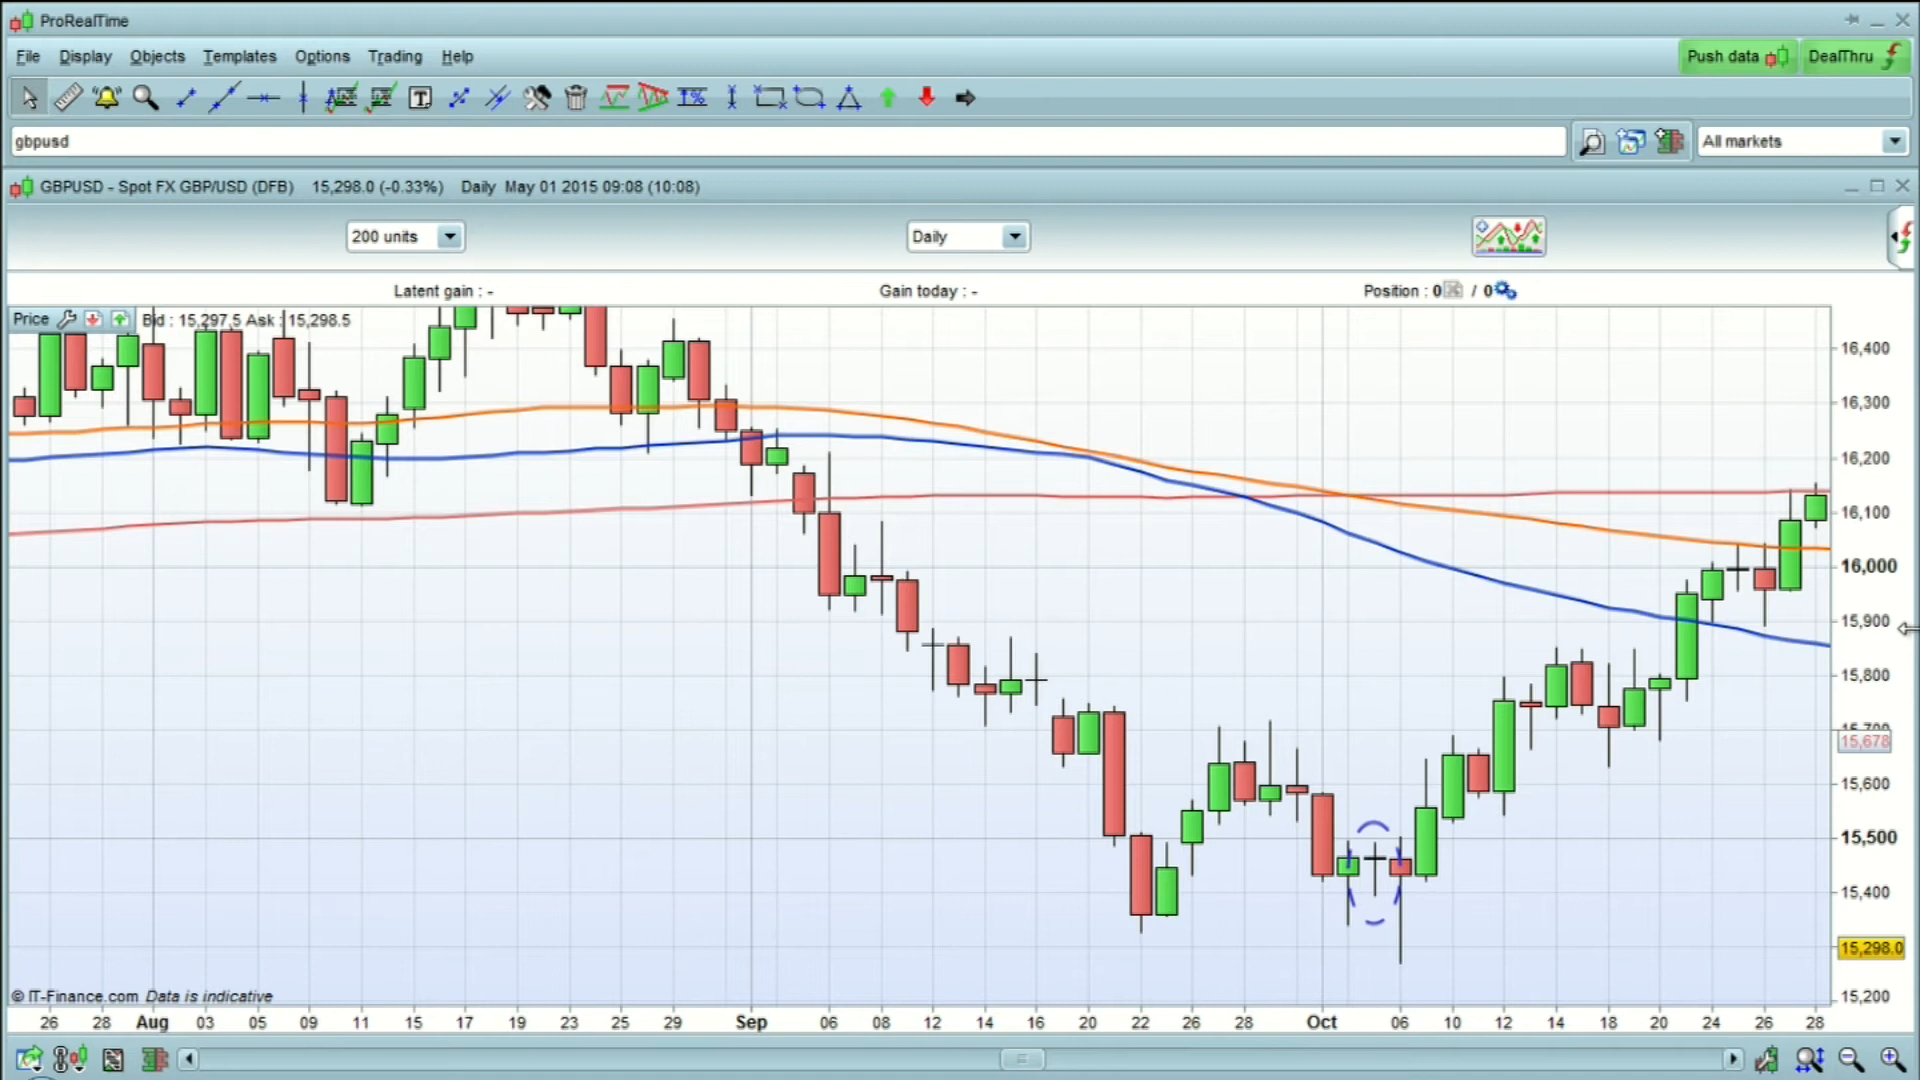 ProRealTime
File Display Objects Templates Options Trading Help Push data DealThru
gbpusd All markets
GBPUSD - Spot FX GBP/USD (DFB) 15,298.0 (-0.33%) Daily May 01 2015 09:08 (10:08)
200 units Daily
Latent gain : - Gain today : - Position : 0 / 0
Price Bid : 15,297.5 Ask : 15,298.5
16,400
16,300
16,200
16,100
16,000
15,900
15,800
15,700
15,678
15,600
15,500
15,400
15,298.0
15,200
© IT-Finance.com Data is indicative
26 28 Aug 03 05 09 11 15 17 19 23 25 29 Sep 06 08 12 14 16 20 22 26 28 Oct 06 10 12 14 18 20 24 26 28